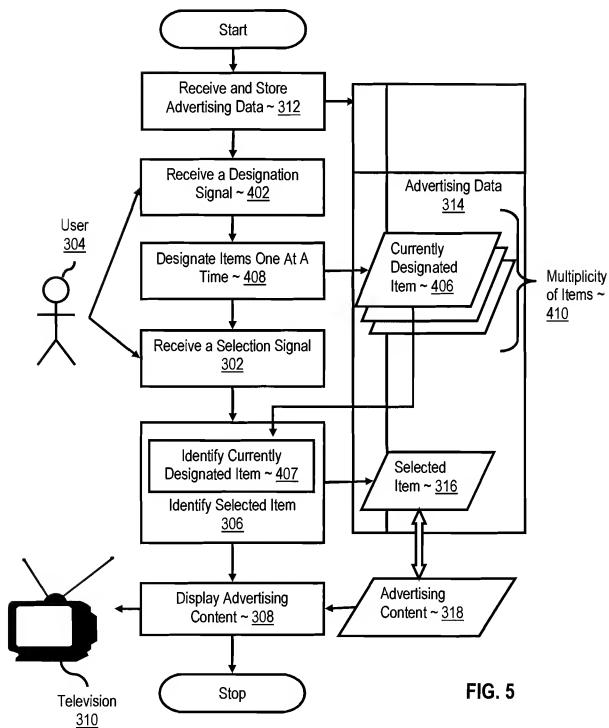 Start
Receive and Store
Advertising Data ~ 312
Receive a Designation
Signal ~ 402
Advertising Data
314
User
304
Designate Items One At A
Time ~ 408
Currently
Designated
Item ~ 406
Multiplicity
of Items ~
410
Receive a Selection Signal
302
Identify Currently
Designated Item ~ 407
Identify Selected Item
306
Selected
Item ~ 316
Display Advertising
Content ~ 308
Advertising
Content ~ 318
Television
310
Stop
FIG. 5